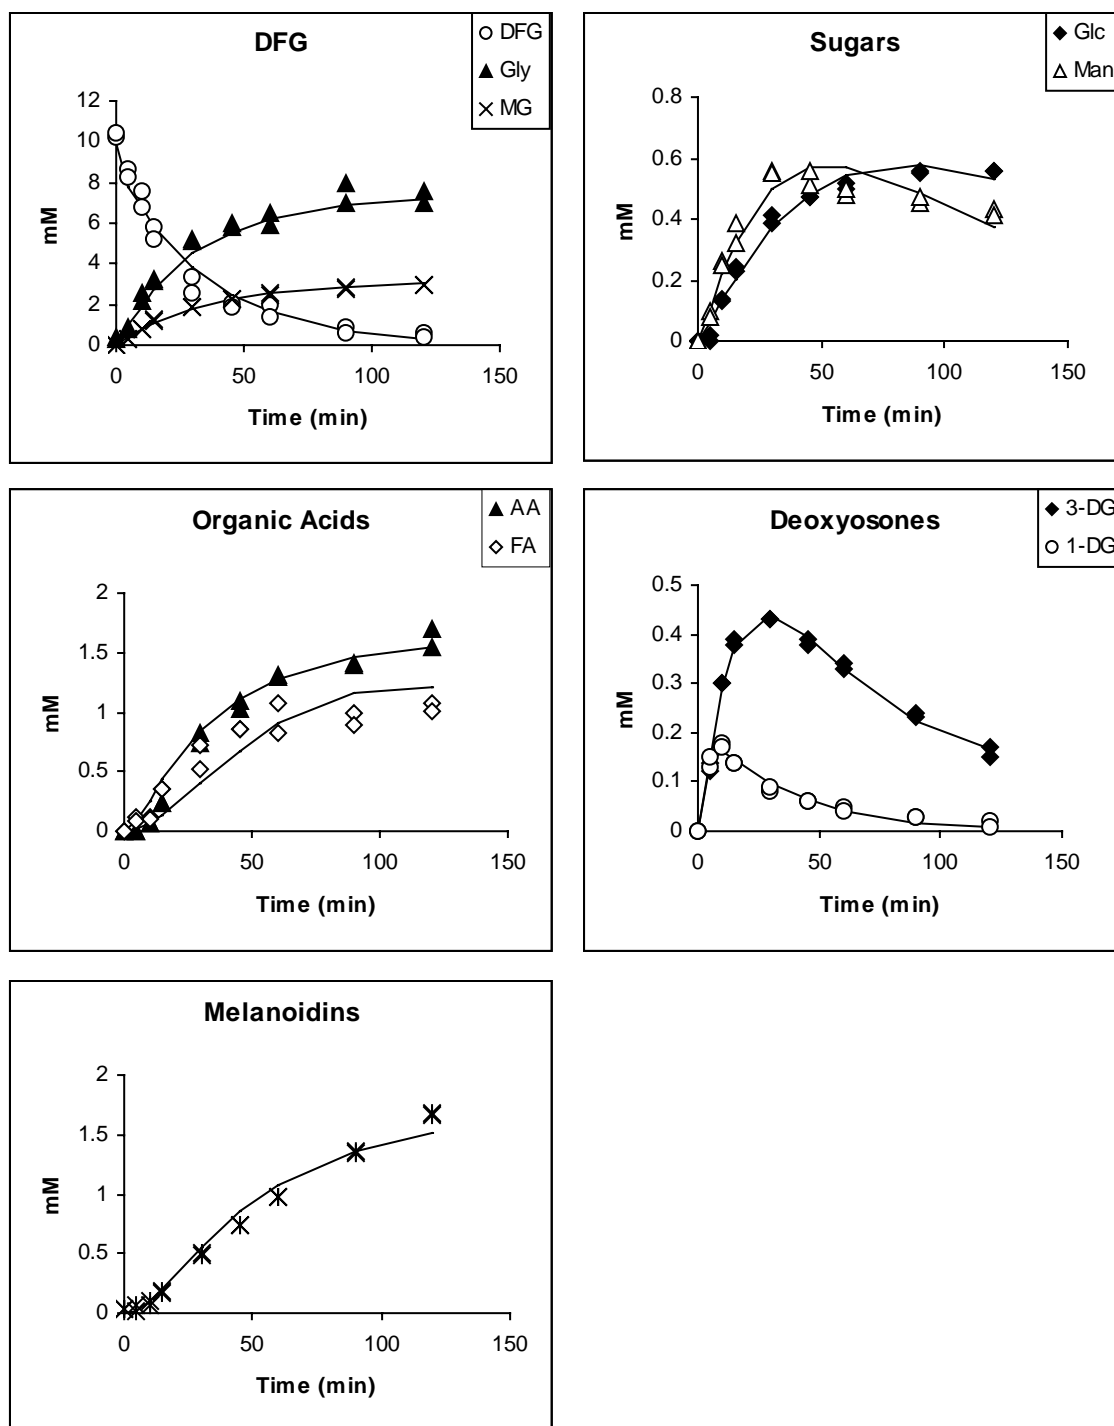 DFG
DFG
Gly
MG
12
10
8
6
4
2
0
mM
0 50 100 150
Time (min)
Sugars
Glc
Man
0.8
0.6
0.4
0.2
0
mM
0 50 100 150
Time (min)
Organic Acids
AA
FA
2
1.5
1
0.5
0
mM
0 50 100 150
Time (min)
Deoxyosones
3-DG
1-DG
0.5
0.4
0.3
0.2
0.1
0
mM
0 50 100 150
Time (min)
Melanoidins
2
1.5
1
0.5
0
mM
0 50 100 150
Time (min)